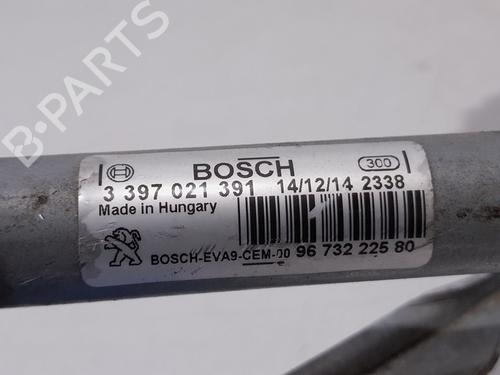 BOSCH 300
3 397 021 391 14/12/14 2338
Made in Hungary
BOSCH-EVA9-CEM-00 96 732 225 80